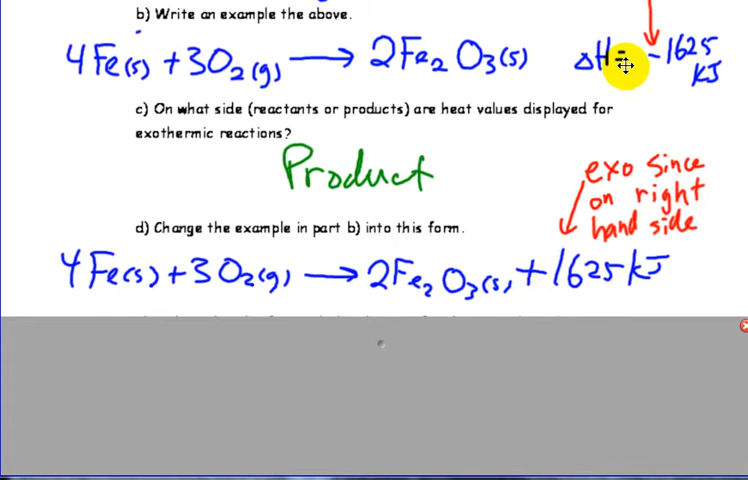 b) Write an example the above.
4Fe(s) + 3O2(g) → 2Fe2O3(s) ΔH = -1625 kJ
c) On what side (reactants or products) are heat values displayed for
exothermic reactions?
Product
exo since
on right
hand side
d) Change the example in part b) into this form.
4Fe(s) + 3O2(g) → 2Fe2O3(s) + 1625 kJ